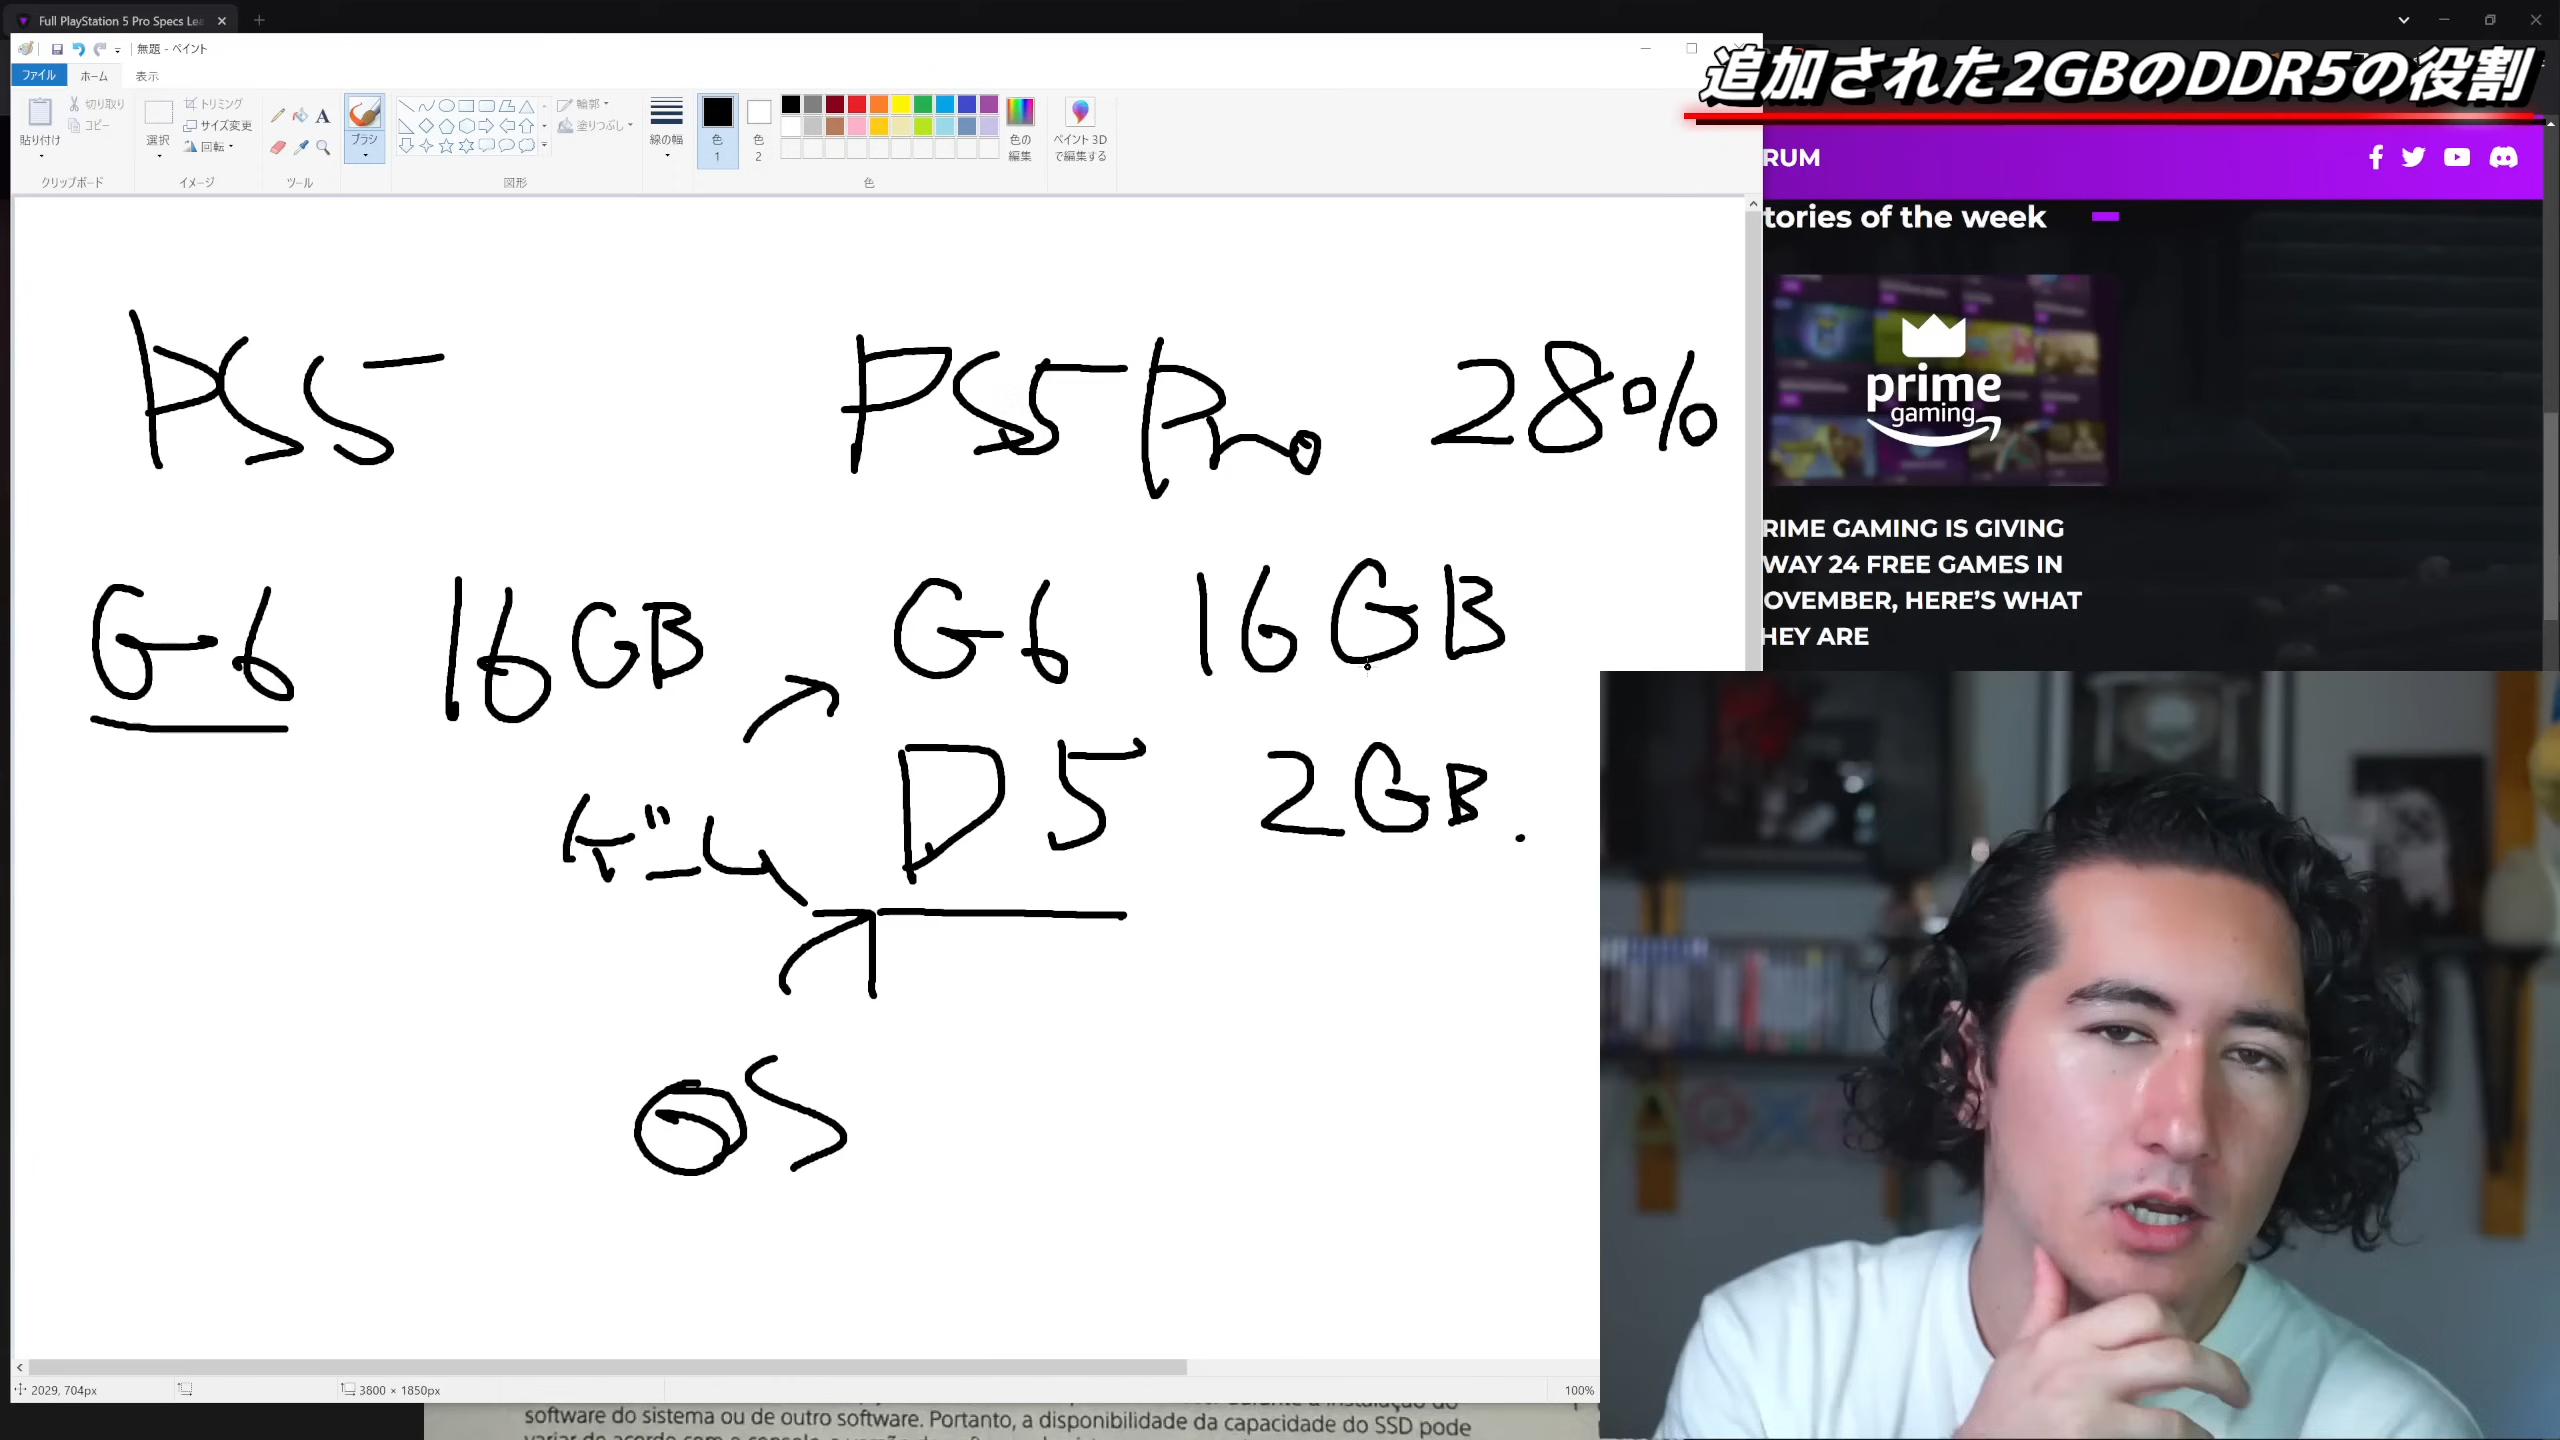 Full PlayStation 5 Pro Specs Lea
無題 - ペイント
追加された2GBのDDR5の役割
ファイル ホーム 表示
貼り付け
切り取り
コピー
クリップボード
選択
トリミング
サイズ変更
回転
イメージ
A
ツール
ブラシ
輪郭
塗りつぶし
図形
線の幅
色
1
色
2
色の
編集
ペイント 3D
で編集する
色
RUM
tories of the week
prime
gaming
RIME GAMING IS GIVING
WAY 24 FREE GAMES IN
OVEMBER, HERE'S WHAT
HEY ARE
PS5 PS5 Pro 28%
G6 16GB G6 16GB
D5 2GB.
ゲーム
OS
2029, 704px
3800 × 1850px
100%
software do sistema ou de outro software. Portanto, a disponibilidade da capacidade do SSD pode